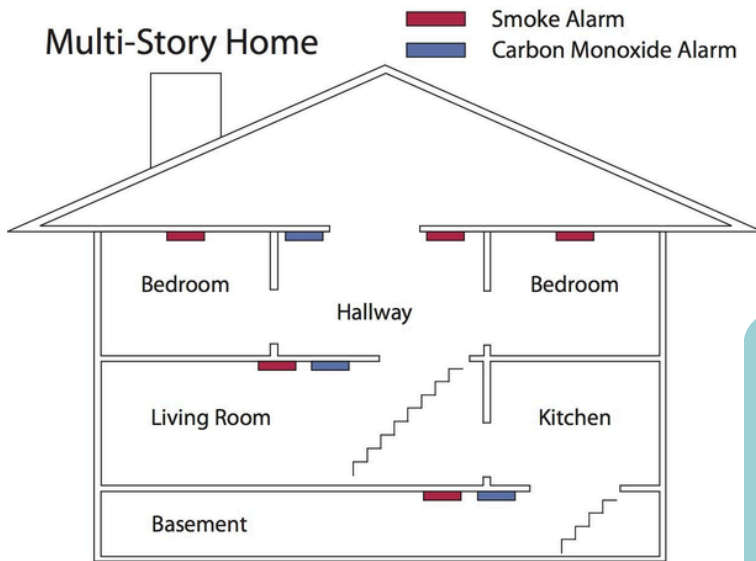 Multi-Story Home
Smoke Alarm
Carbon Monoxide Alarm
Bedroom
Bedroom
Hallway
Living Room
Kitchen
Basement